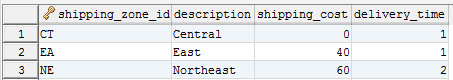 shipping_zone_id description shipping_cost delivery_time
1 CT Central 0 1
2 EA East 40 1
3 NE Northeast 60 2